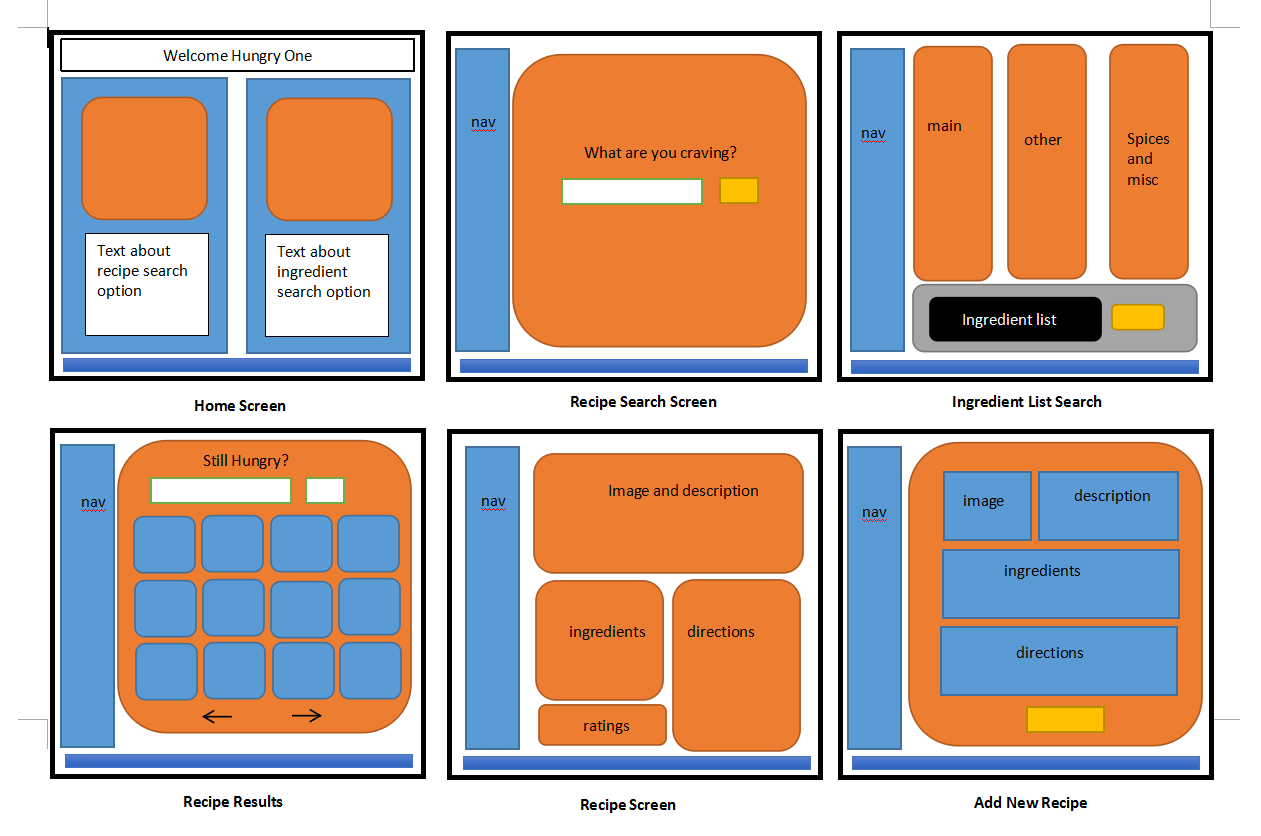 Welcome Hungry One
Text about
recipe search
option
Text about
ingredient
search option
Home Screen
nav
What are you craving?
Recipe Search Screen
nav
main
other
Spices
and
misc
Ingredient list
Ingredient List Search
nav
Still Hungry?
Recipe Results
nav
Image and description
ingredients
directions
ratings
Recipe Screen
nav
image
description
ingredients
directions
Add New Recipe